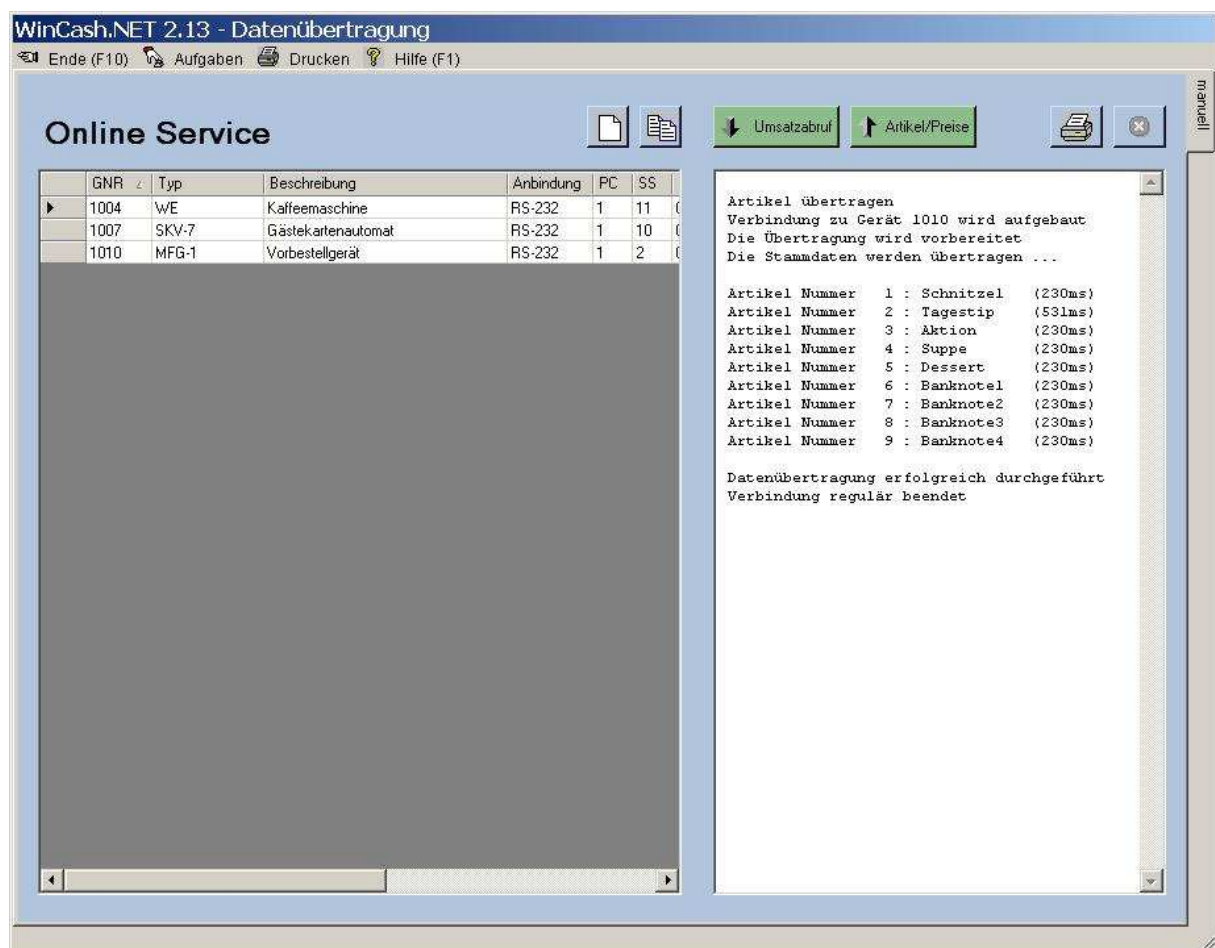 WinCash.NET 2.13 - Datenübertragung
Ende (F10) Aufgaben Drucken Hilfe (F1)
manuell
Online Service
Umsatzabruf Artikel/Preise
GNR Typ Beschreibung Anbindung PC SS
1004 WE Kaffeemaschine RS-232 1 11
1007 SKV-7 Gästekartenautomat RS-232 1 10
1010 MFG-1 Vorbestellgerät RS-232 1 2
Artikel übertragen
Verbindung zu Gerät 1010 wird aufgebaut
Die Übertragung wird vorbereitet
Die Stammdaten werden übertragen ...
Artikel Nummer 1 : Schnitzel (230ms)
Artikel Nummer 2 : Tagestip (531ms)
Artikel Nummer 3 : Aktion (230ms)
Artikel Nummer 4 : Suppe (230ms)
Artikel Nummer 5 : Dessert (230ms)
Artikel Nummer 6 : Banknote1 (230ms)
Artikel Nummer 7 : Banknote2 (230ms)
Artikel Nummer 8 : Banknote3 (230ms)
Artikel Nummer 9 : Banknote4 (230ms)
Datenübertragung erfolgreich durchgeführt
Verbindung regulär beendet